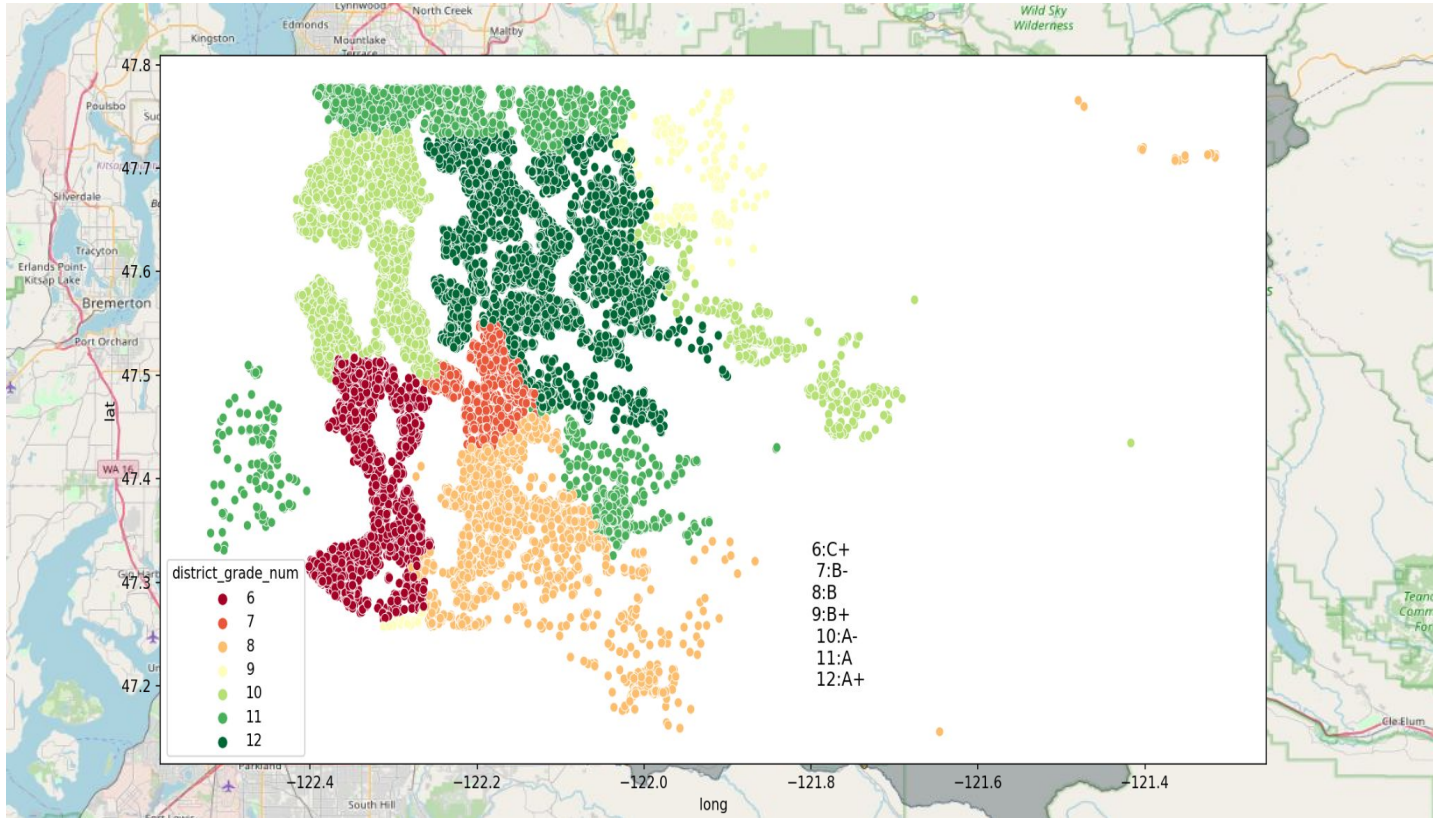 Lynnwood
North Creek
Wild Sky
Wilderness
Edmonds
Kingston
Mountlake
Terrace
Maltby
Poulsbo
Silverdale
Tracyton
Erlands Point-
Kitsap Lake
Bremerton
Port Orchard
WA 16
Parkland
South Hill
Cle Elum
47.8
47.7
47.6
47.5
47.4
47.3
47.2
lat
district_grade_num
6
7
8
9
10
11
12
6:C+
7:B-
8:B
9:B+
10:A-
11:A
12:A+
−122.4
−122.2
−122.0
−121.8
−121.6
−121.4
long